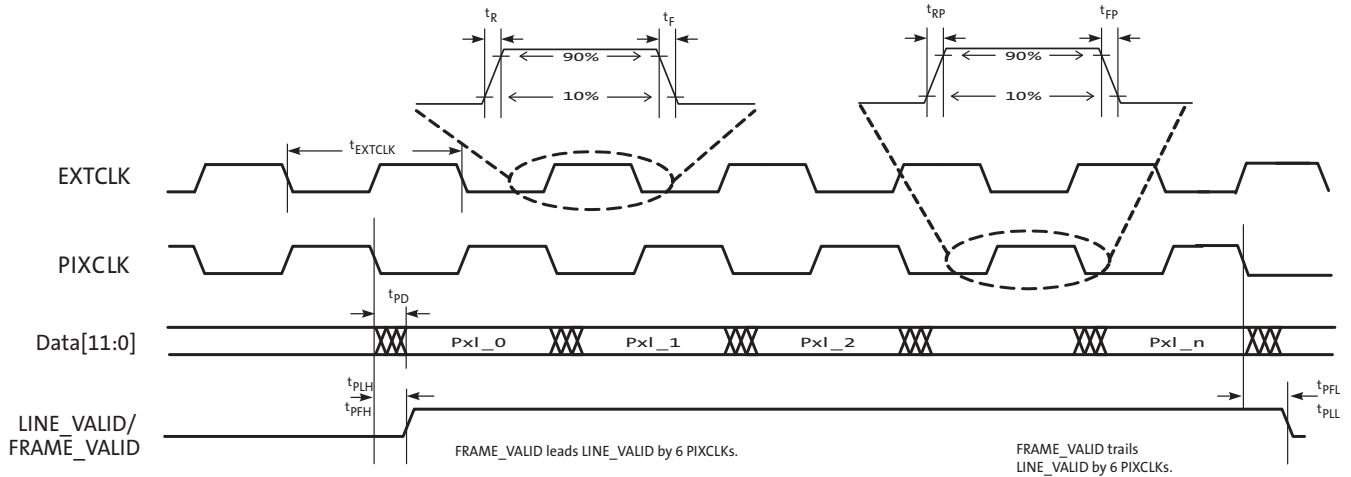 tR
tF
tRP
tFP
90%
90%
10%
10%
tEXTCLK
EXTCLK
PIXCLK
tPD
Data[11:0]
Pxl_0
Pxl_1
Pxl_2
Pxl_n
tPLH
tPFH
tPFL
tPLL
LINE_VALID/
FRAME_VALID
FRAME_VALID leads LINE_VALID by 6 PIXCLKs.
FRAME_VALID trails
LINE_VALID by 6 PIXCLKs.